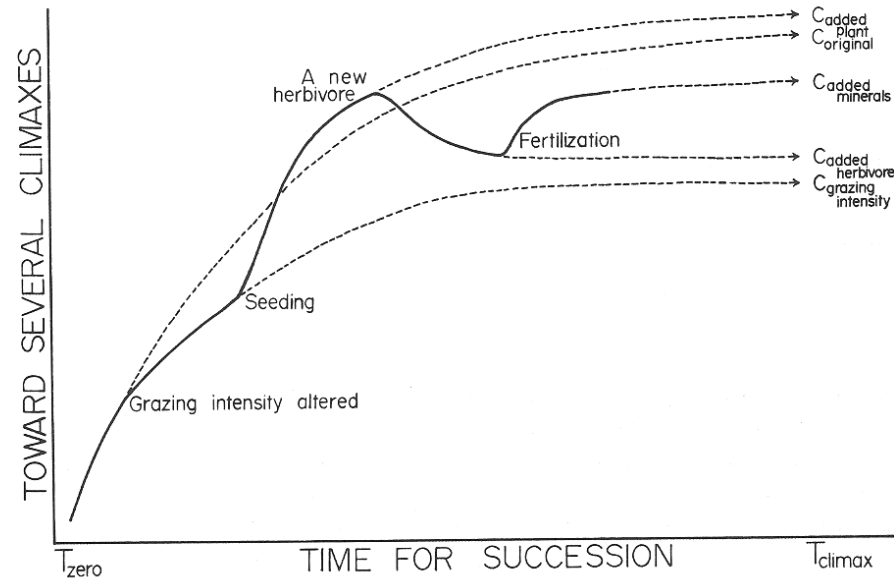 TOWARD SEVERAL CLIMAXES
C added plant
C original
A new
herbivore
C added minerals
Fertilization
C added herbivore
C grazing intensity
Seeding
Grazing intensity altered
T zero
TIME FOR SUCCESSION
T climax